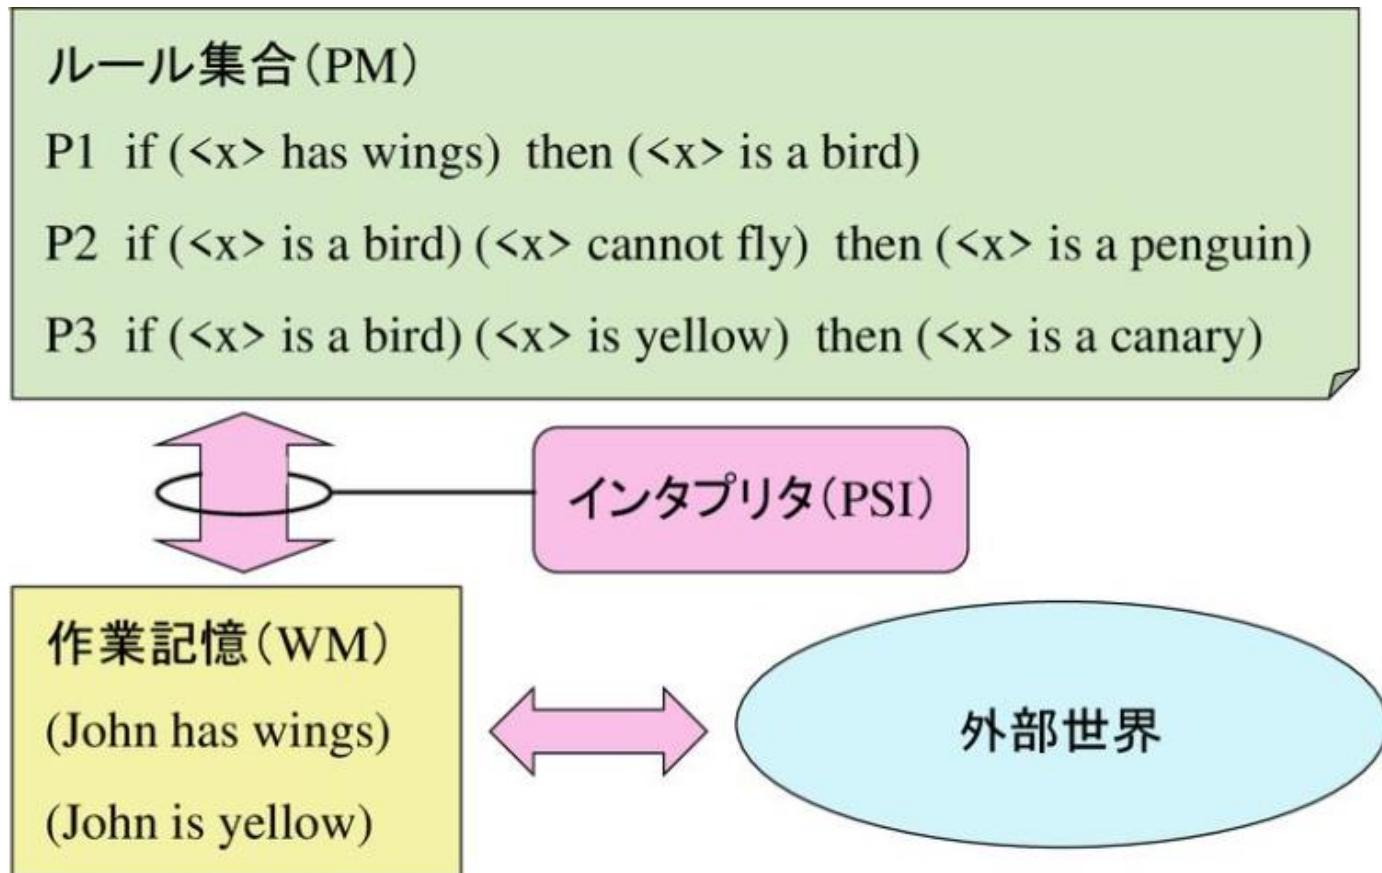 ルール集合(PM)
P1 if (<x> has wings) then (<x> is a bird)
P2 if (<x> is a bird) (<x> cannot fly) then (<x> is a penguin)
P3 if (<x> is a bird) (<x> is yellow) then (<x> is a canary)
インタプリタ(PSI)
作業記憶(WM)
(John has wings)
(John is yellow)
外部世界